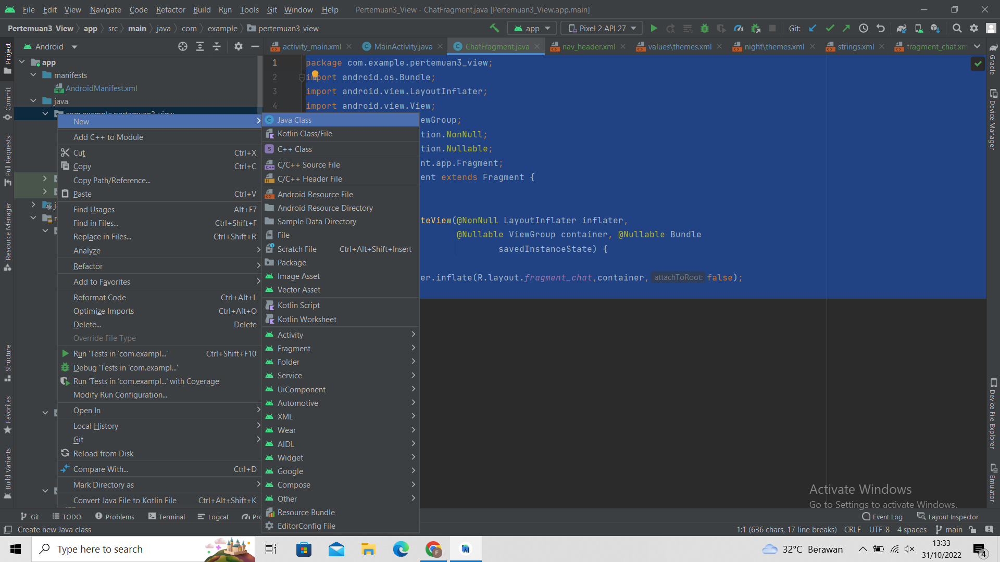 File Edit View Navigate Code Refactor Build Run Tools Git Window Help Pertemuan3_View - ChatFragment.java [Pertemuan3_View.app.main]
Pertemuan3_View app src main java com example pertemuan3_view app Pixel 2 API 27 Git:
Android activity_main.xml MainActivity.java ChatFragment.java nav_header.xml values\themes.xml night\themes.xml strings.xml fragment_chat.xm
Project
Commit
Pull Requests
Resource Manager
Structure
Favorites
Build Variants
app
manifests
AndroidManifest.xml
java
com.example.pertemuan3_view
New
Add C++ to Module
Cut Ctrl+X
Copy Ctrl+C
Copy Path/Reference...
Paste Ctrl+V
Find Usages Alt+F7
Find in Files... Ctrl+Shift+F
Replace in Files... Ctrl+Shift+R
Analyze
Refactor
Add to Favorites
Reformat Code Ctrl+Alt+L
Optimize Imports Ctrl+Alt+O
Delete... Delete
Override File Type
Run 'Tests in 'com.exampl...' Ctrl+Shift+F10
Debug 'Tests in 'com.exampl...'
Run 'Tests in 'com.exampl...' with Coverage
Modify Run Configuration...
Open In
Local History
Git
Reload from Disk
Compare With... Ctrl+D
Mark Directory as
Convert Java File to Kotlin File Ctrl+Alt+Shift+K
Java Class
Kotlin Class/File
C++ Class
C/C++ Source File
C/C++ Header File
Android Resource File
Android Resource Directory
Sample Data Directory
File
Scratch File Ctrl+Alt+Shift+Insert
Package
Image Asset
Vector Asset
Kotlin Script
Kotlin Worksheet
Activity
Fragment
Folder
Service
UiComponent
Automotive
XML
Wear
AIDL
Widget
Google
Compose
Other
Resource Bundle
EditorConfig File
1 package com.example.pertemuan3_view;
2 import android.os.Bundle;
3 import android.view.LayoutInflater;
4 import android.view.View;
ewGroup;
tion.NonNull;
tion.Nullable;
nt.app.Fragment;
ent extends Fragment {
teView(@NonNull LayoutInflater inflater,
@Nullable ViewGroup container, @Nullable Bundle
savedInstanceState) {
er.inflate(R.layout.fragment_chat,container, attachToRoot: false);
Gradle
Device Manager
Device File Explorer
Emulator
Activate Windows
Go to Settings to activate Windows.
Git TODO Problems Terminal Logcat Pro Event Log Layout Inspector
Create new Java class 1:1 (636 chars, 17 line breaks) CRLF UTF-8 4 spaces main
Type here to search 32°C Berawan 13:33
31/10/2022 4